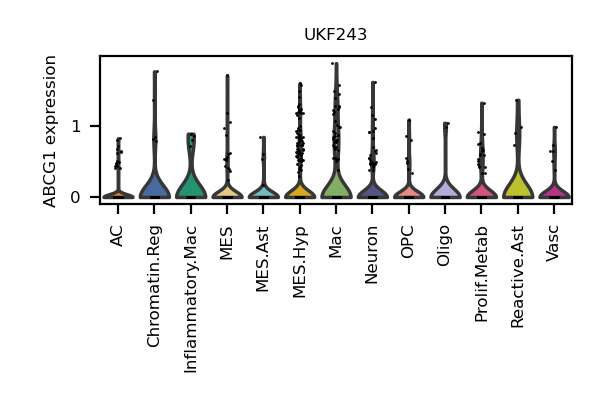 UKF243
ABCG1 expression
1
0
AC
Chromatin.Reg
Inflammatory.Mac
MES
MES.Ast
MES.Hyp
Mac
Neuron
OPC
Oligo
Prolif.Metab
Reactive.Ast
Vasc